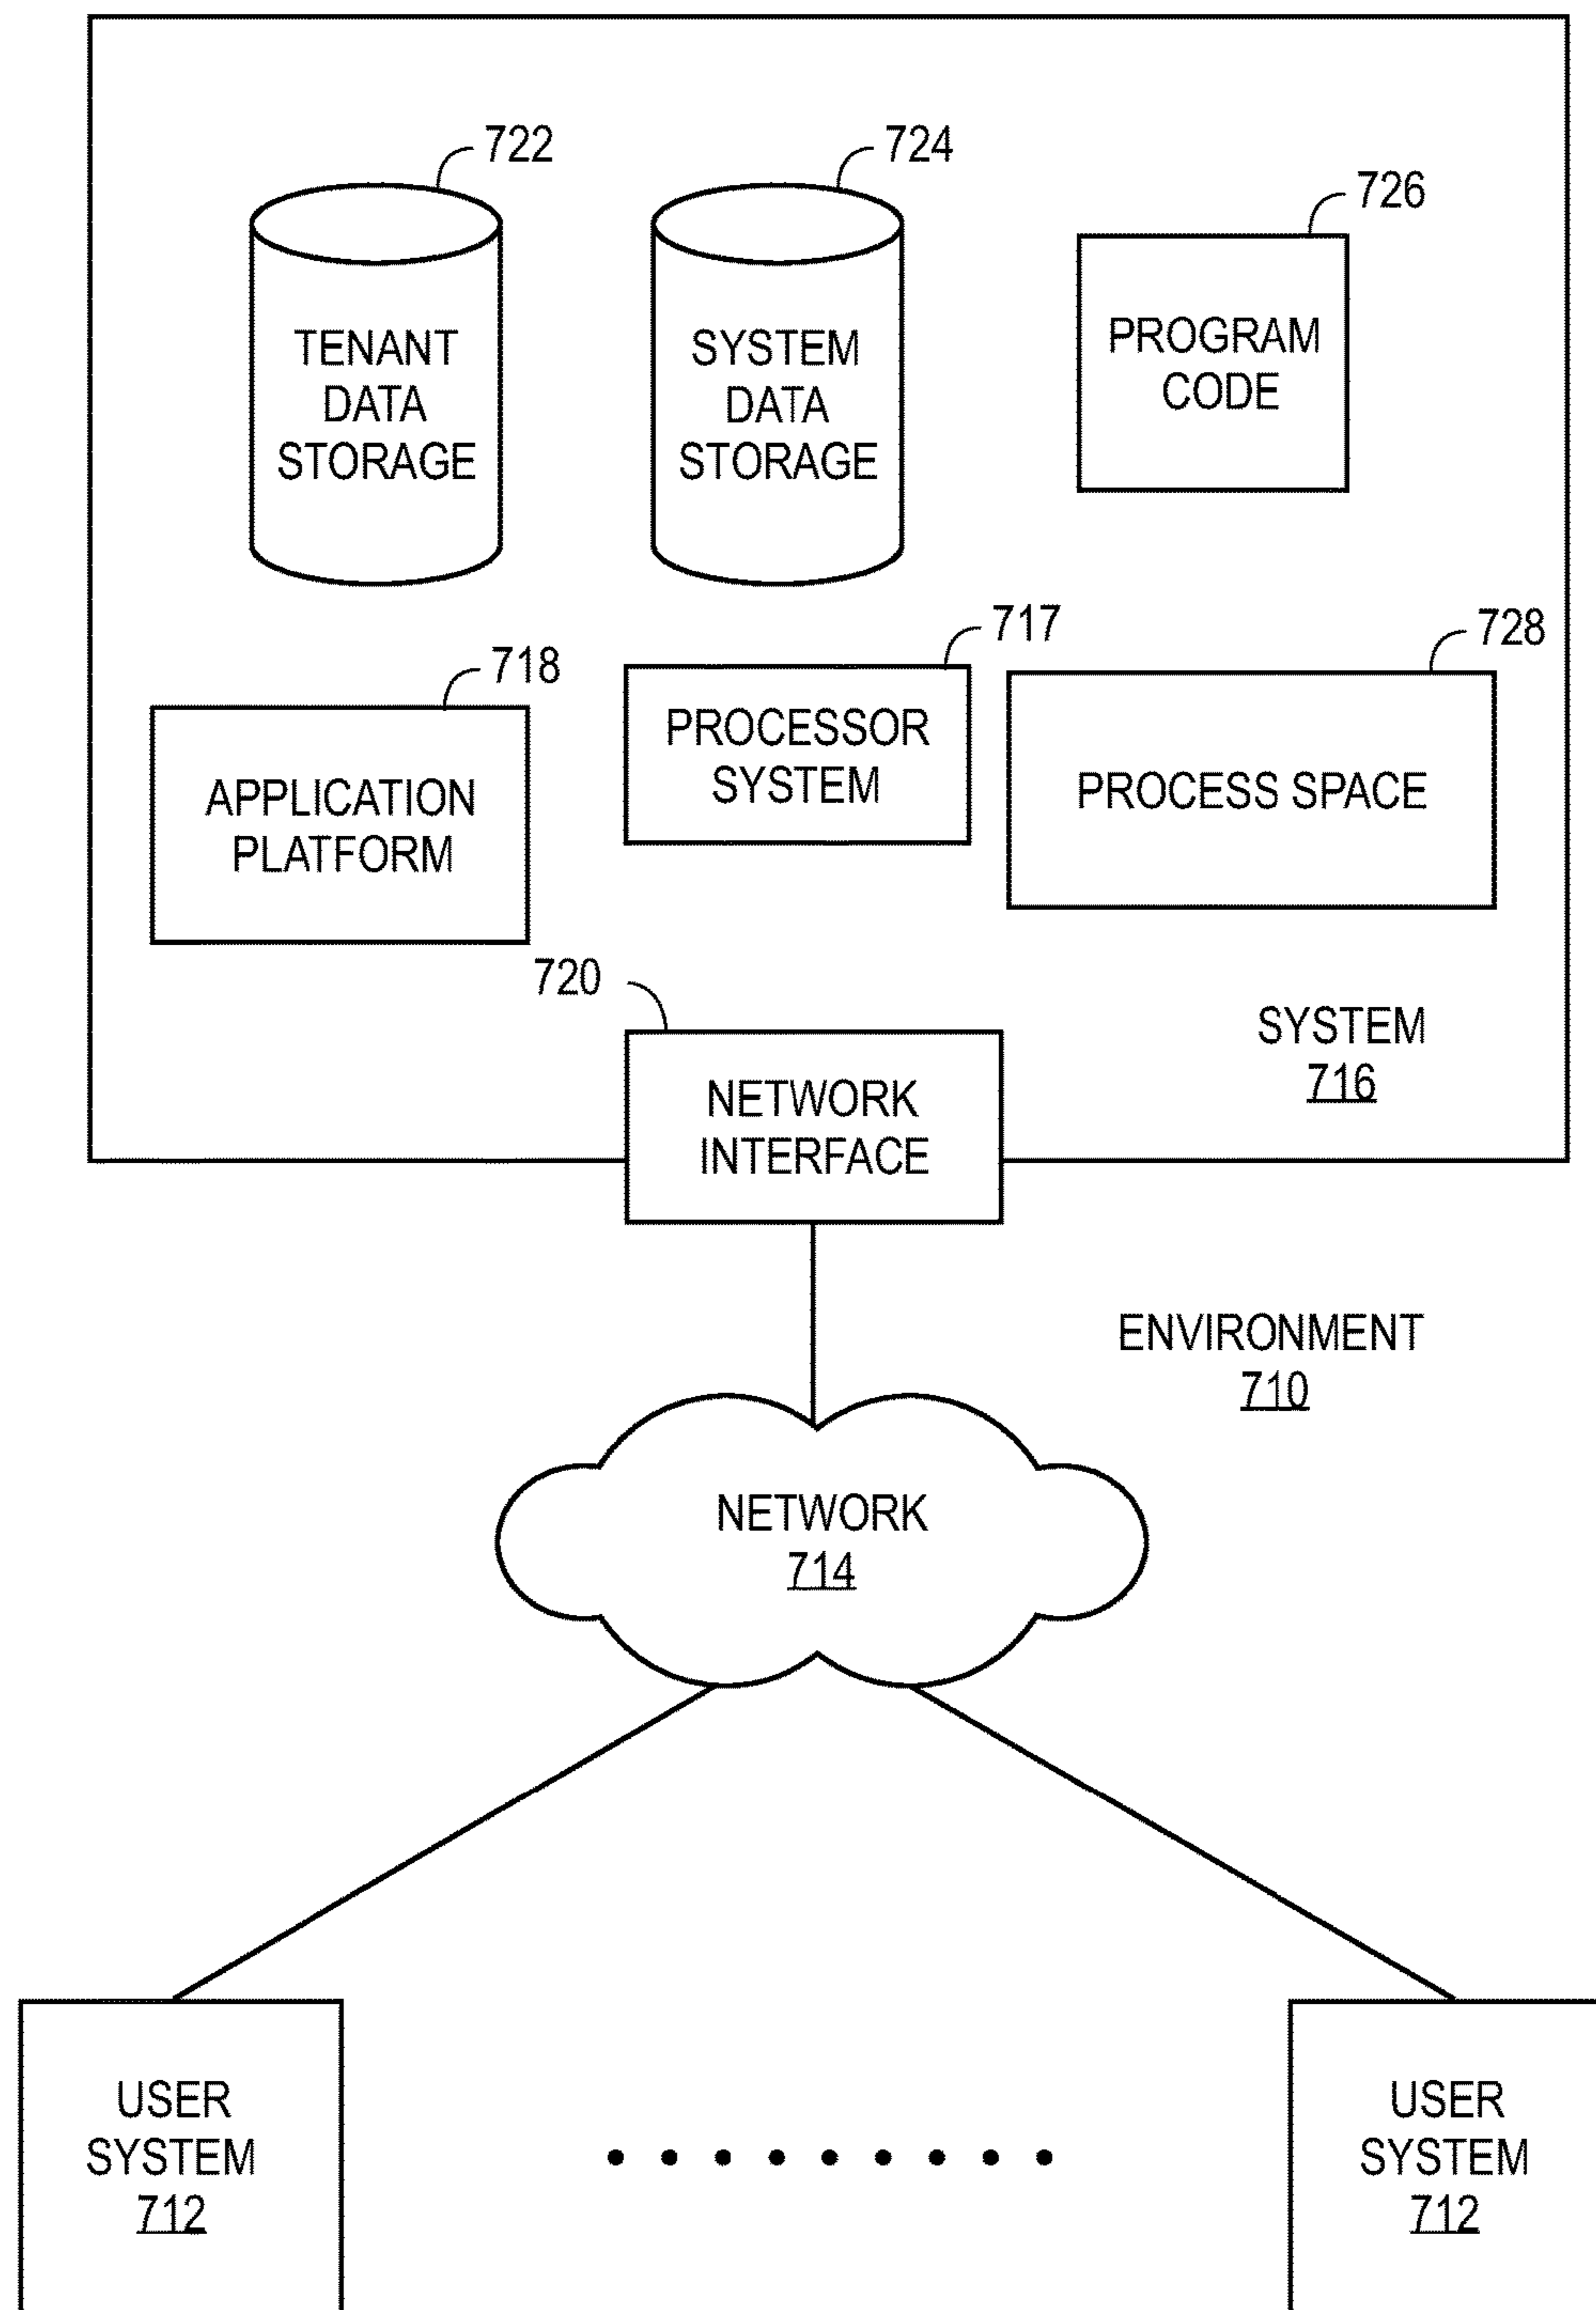 722
724
726
TENANT
DATA
STORAGE
SYSTEM
DATA
STORAGE
PROGRAM
CODE
718
717
728
APPLICATION
PLATFORM
PROCESSOR
SYSTEM
PROCESS SPACE
720
NETWORK
INTERFACE
SYSTEM
716
ENVIRONMENT
710
NETWORK
714
USER
SYSTEM
712
USER
SYSTEM
712